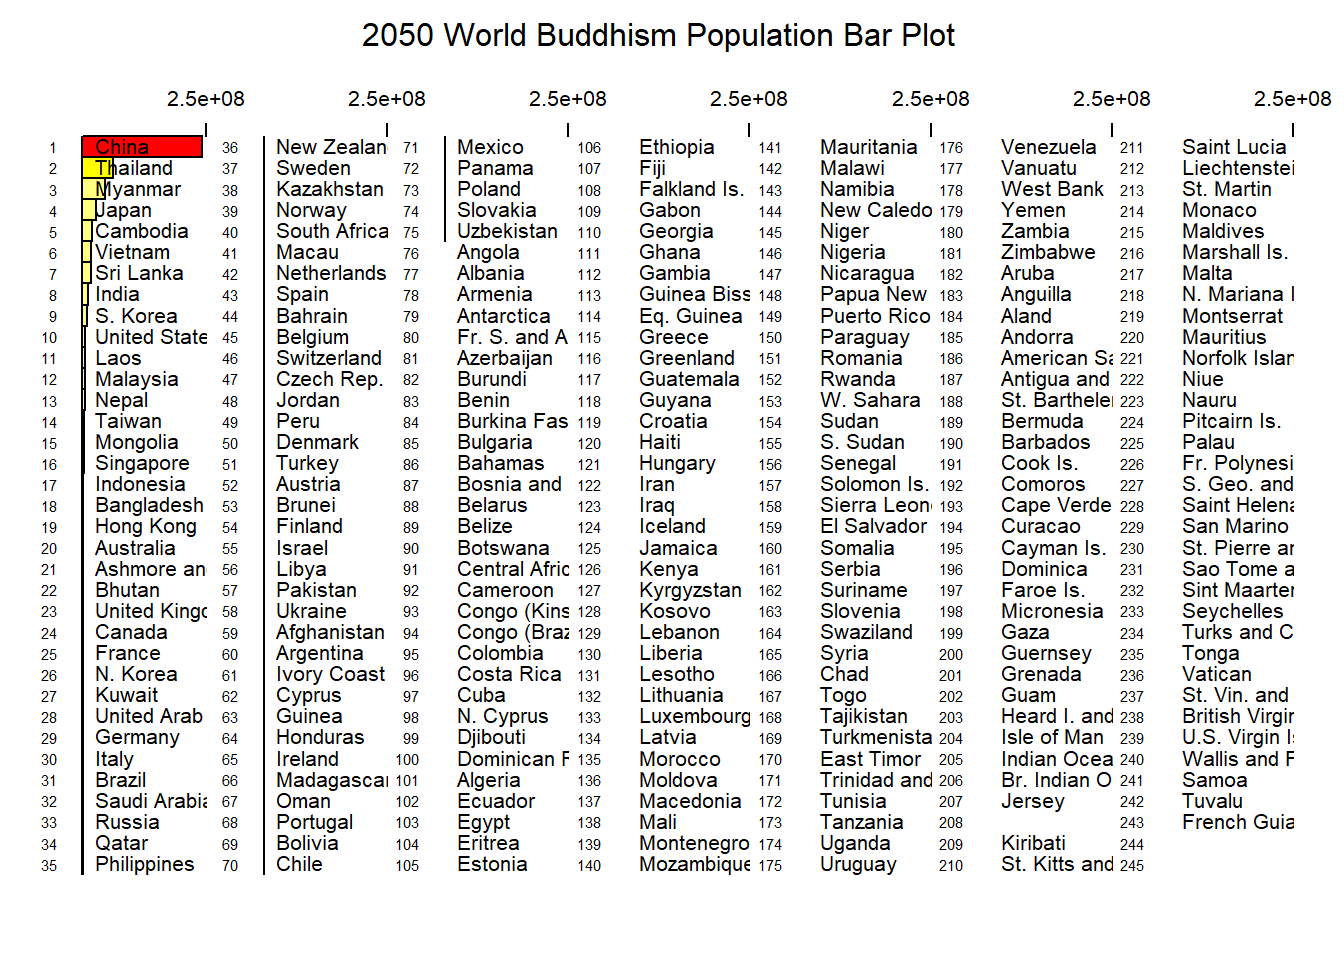 2050 World Buddhism Population Bar Plot
2.5e+08 2.5e+08 2.5e+08 2.5e+08 2.5e+08 2.5e+08 2.5e+08
1 China
2 Thailand
3 Myanmar
4 Japan
5 Cambodia
6 Vietnam
7 Sri Lanka
8 India
9 S. Korea
10 United State
11 Laos
12 Malaysia
13 Nepal
14 Taiwan
15 Mongolia
16 Singapore
17 Indonesia
18 Bangladesh
19 Hong Kong
20 Australia
21 Ashmore an
22 Bhutan
23 United Kingd
24 Canada
25 France
26 N. Korea
27 Kuwait
28 United Arab
29 Germany
30 Italy
31 Brazil
32 Saudi Arabia
33 Russia
34 Qatar
35 Philippines
36 New Zealan
37 Sweden
38 Kazakhstan
39 Norway
40 South Africa
41 Macau
42 Netherlands
43 Spain
44 Bahrain
45 Belgium
46 Switzerland
47 Czech Rep.
48 Jordan
49 Peru
50 Denmark
51 Turkey
52 Austria
53 Brunei
54 Finland
55 Israel
56 Libya
57 Pakistan
58 Ukraine
59 Afghanistan
60 Argentina
61 Ivory Coast
62 Cyprus
63 Guinea
64 Honduras
65 Ireland
66 Madagascar
67 Oman
68 Portugal
69 Bolivia
70 Chile
71 Mexico
72 Panama
73 Poland
74 Slovakia
75 Uzbekistan
76 Angola
77 Albania
78 Armenia
79 Antarctica
80 Fr. S. and A
81 Azerbaijan
82 Burundi
83 Benin
84 Burkina Fas
85 Bulgaria
86 Bahamas
87 Bosnia and
88 Belarus
89 Belize
90 Botswana
91 Central Afric
92 Cameroon
93 Congo (Kins
94 Congo (Braz
95 Colombia
96 Costa Rica
97 Cuba
98 N. Cyprus
99 Djibouti
100 Dominican R
101 Algeria
102 Ecuador
103 Egypt
104 Eritrea
105 Estonia
106 Ethiopia
107 Fiji
108 Falkland Is.
109 Gabon
110 Georgia
111 Ghana
112 Gambia
113 Guinea Biss
114 Eq. Guinea
115 Greece
116 Greenland
117 Guatemala
118 Guyana
119 Croatia
120 Haiti
121 Hungary
122 Iran
123 Iraq
124 Iceland
125 Jamaica
126 Kenya
127 Kyrgyzstan
128 Kosovo
129 Lebanon
130 Liberia
131 Lesotho
132 Lithuania
133 Luxembourg
134 Latvia
135 Morocco
136 Moldova
137 Macedonia
138 Mali
139 Montenegro
140 Mozambique
141 Mauritania
142 Malawi
143 Namibia
144 New Caledo
145 Niger
146 Nigeria
147 Nicaragua
148 Papua New
149 Puerto Rico
150 Paraguay
151 Romania
152 Rwanda
153 W. Sahara
154 Sudan
155 S. Sudan
156 Senegal
157 Solomon Is.
158 Sierra Leon
159 El Salvador
160 Somalia
161 Serbia
162 Suriname
163 Slovenia
164 Swaziland
165 Syria
166 Chad
167 Togo
168 Tajikistan
169 Turkmenista
170 East Timor
171 Trinidad and
172 Tunisia
173 Tanzania
174 Uganda
175 Uruguay
176 Venezuela
177 Vanuatu
178 West Bank
179 Yemen
180 Zambia
181 Zimbabwe
182 Aruba
183 Anguilla
184 Aland
185 Andorra
186 American Sa
187 Antigua and
188 St. Barthelem
189 Bermuda
190 Barbados
191 Cook Is.
192 Comoros
193 Cape Verde
194 Curacao
195 Cayman Is.
196 Dominica
197 Faroe Is.
198 Micronesia
199 Gaza
200 Guernsey
201 Grenada
202 Guam
203 Heard I. and
204 Isle of Man
205 Indian Ocea
206 Br. Indian O
207 Jersey
208
209 Kiribati
210 St. Kitts and
211 Saint Lucia
212 Liechtenstei
213 St. Martin
214 Monaco
215 Maldives
216 Marshall Is.
217 Malta
218 N. Mariana I
219 Montserrat
220 Mauritius
221 Norfolk Islan
222 Niue
223 Nauru
224 Pitcairn Is.
225 Palau
226 Fr. Polynesi
227 S. Geo. and
228 Saint Helena
229 San Marino
230 St. Pierre an
231 Sao Tome a
232 Sint Maarten
233 Seychelles
234 Turks and C
235 Tonga
236 Vatican
237 St. Vin. and
238 British Virgin
239 U.S. Virgin Is
240 Wallis and F
241 Samoa
242 Tuvalu
243 French Guia
244
245